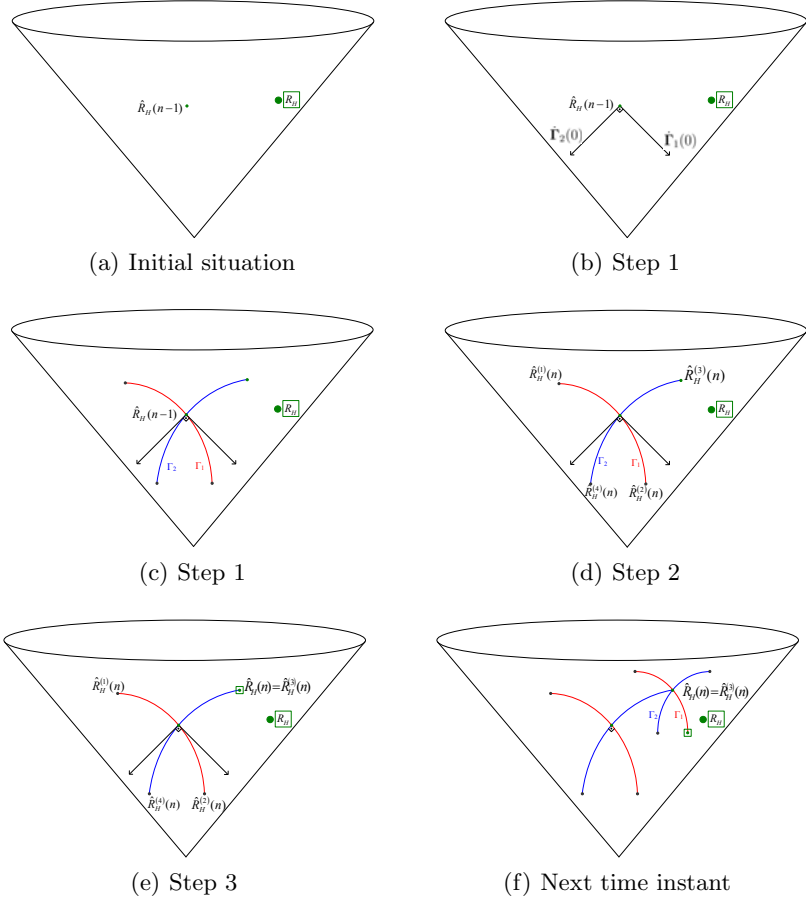 R̂_H(n−1)
R_H
(a) Initial situation
R̂_H(n−1)
R_H
Γ̇₂(0)
Γ̇₁(0)
(b) Step 1
R̂_H(n−1)
R_H
Γ₂
Γ₁
(c) Step 1
R̂_H^(1)(n)
R̂_H^(3)(n)
R_H
Γ₂
Γ₁
R̂_H^(4)(n)
R̂_H^(2)(n)
(d) Step 2
R̂_H^(1)(n)
R̂_H(n)=R̂_H^(3)(n)
R_H
R̂_H^(4)(n)
R̂_H^(2)(n)
(e) Step 3
R̂_H(n)=R̂_H^(3)(n)
Γ₂
Γ₁
R_H
(f) Next time instant